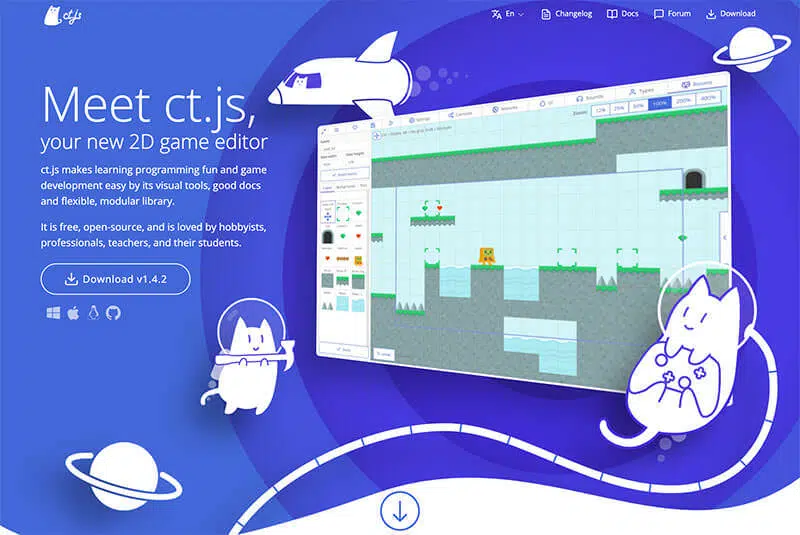 ct.js
En
Changelog
Docs
Forum
Download
Meet ct.js,
your new 2D game editor
ct.js makes learning programming fun and game
development easy by its visual tools, good docs
and flexible, modular library.
It is free, open-source, and is loved by hobbyists,
professionals, teachers, and their students.
Download v1.4.2
Settings
Textures
UI
Sounds
Types
Rooms
Zoom:
12%
25%
50%
100%
200%
400%